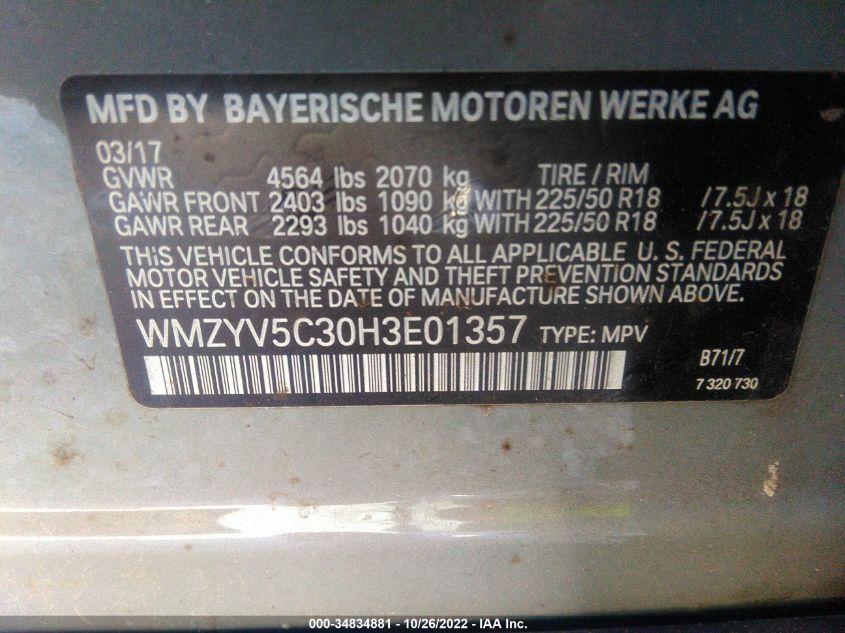 MFD BY BAYERISCHE MOTOREN WERKE AG
03/17
GVWR 4564 lbs 2070 kg TIRE / RIM
GAWR FRONT 2403 lbs 1090 kg WITH 225/50 R18 /7.5J x 18
GAWR REAR 2293 lbs 1040 kg WITH 225/50 R18 /7.5J x 18
THIS VEHICLE CONFORMS TO ALL APPLICABLE U. S. FEDERAL
MOTOR VEHICLE SAFETY AND THEFT PREVENTION STANDARDS
IN EFFECT ON THE DATE OF MANUFACTURE SHOWN ABOVE.
WMZYV5C30H3E01357 TYPE: MPV
B71/7
7 320 730
000-34834881 - 10/26/2022 - IAA Inc.